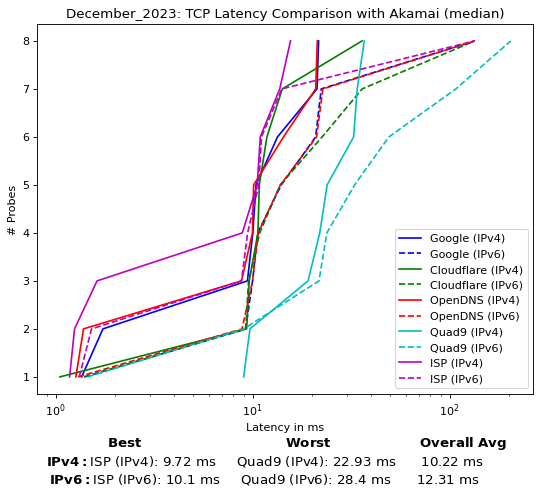 December_2023: TCP Latency Comparison with Akamai (median)
8
7
6
5
4
3
2
1
# Probes
Google (IPv4)
Google (IPv6)
Cloudflare (IPv4)
Cloudflare (IPv6)
OpenDNS (IPv4)
OpenDNS (IPv6)
Quad9 (IPv4)
Quad9 (IPv6)
ISP (IPv4)
ISP (IPv6)
10⁰ 10¹ 10²
Latency in ms
Best Worst Overall Avg
IPv4: ISP (IPv4): 9.72 ms Quad9 (IPv4): 22.93 ms 10.22 ms
IPv6: ISP (IPv6): 10.1 ms Quad9 (IPv6): 28.4 ms 12.31 ms